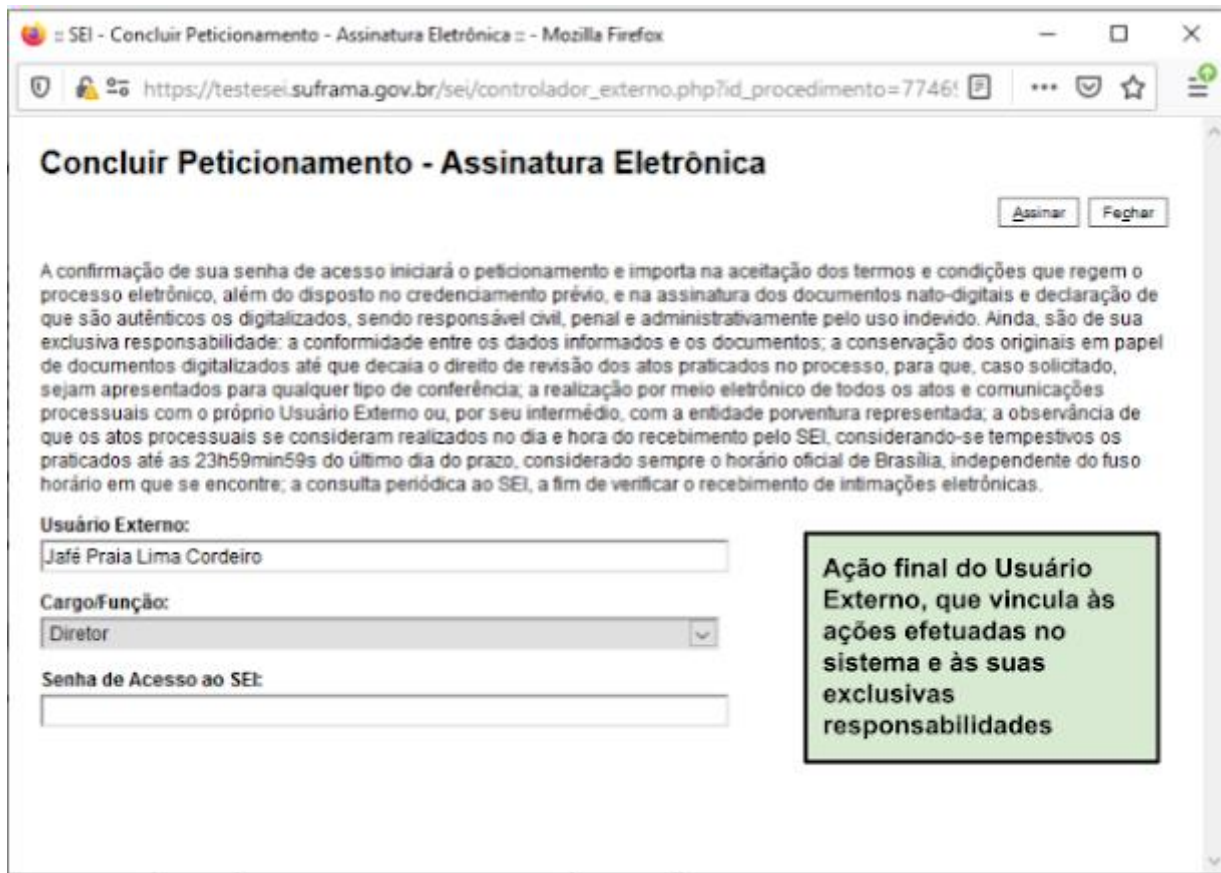 :: SEI - Concluir Peticionamento - Assinatura Eletrônica :: - Mozilla Firefox
https://testesei.suframa.gov.br/sei/controlador_externo.php?id_procedimento=77465
Concluir Peticionamento - Assinatura Eletrônica
Assinar Fechar
A confirmação de sua senha de acesso iniciará o peticionamento e importa na aceitação dos termos e condições que regem o
processo eletrônico, além do disposto no credenciamento prévio, e na assinatura dos documentos nato-digitais e declaração de
que são autênticos os digitalizados, sendo responsável civil, penal e administrativamente pelo uso indevido. Ainda, são de sua
exclusiva responsabilidade: a conformidade entre os dados informados e os documentos; a conservação dos originais em papel
de documentos digitalizados até que decaia o direito de revisão dos atos praticados no processo, para que, caso solicitado,
sejam apresentados para qualquer tipo de conferência; a realização por meio eletrônico de todos os atos e comunicações
processuais com o próprio Usuário Externo ou, por seu intermédio, com a entidade porventura representada; a observância de
que os atos processuais se consideram realizados no dia e hora do recebimento pelo SEI, considerando-se tempestivos os
praticados até as 23h59min59s do último dia do prazo, considerado sempre o horário oficial de Brasília, independente do fuso
horário em que se encontre; a consulta periódica ao SEI, a fim de verificar o recebimento de intimações eletrônicas.
Usuário Externo:
Jafé Praia Lima Cordeiro
Cargo/Função:
Diretor
Senha de Acesso ao SEI:
Ação final do Usuário
Externo, que vincula às
ações efetuadas no
sistema e às suas
exclusivas
responsabilidades